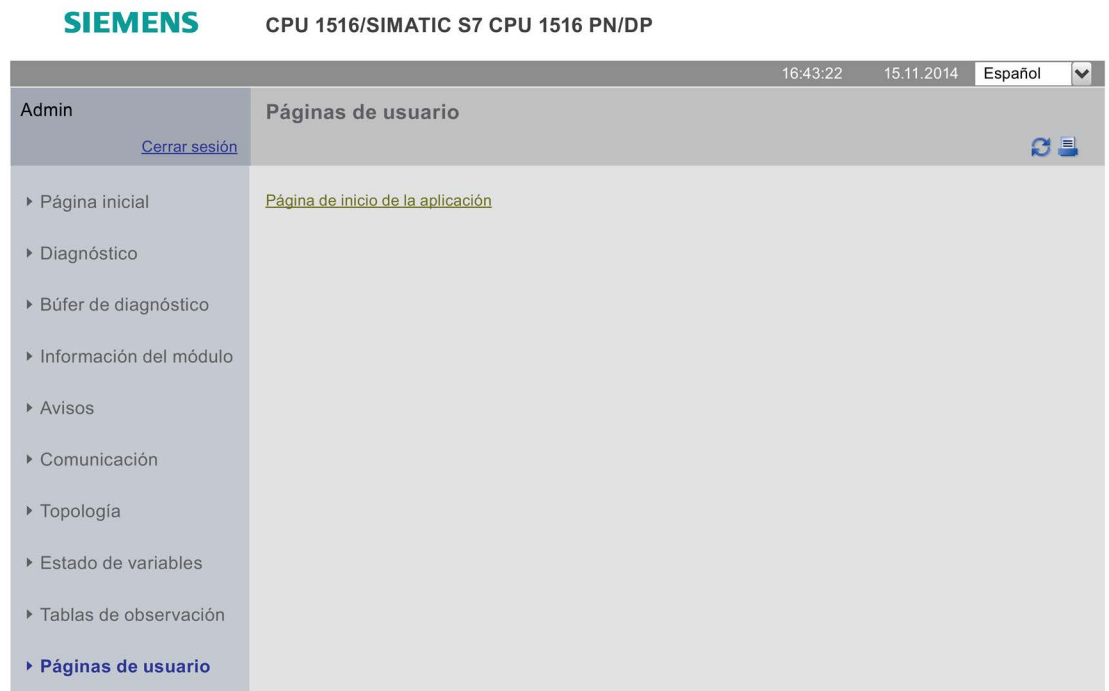 SIEMENS CPU 1516/SIMATIC S7 CPU 1516 PN/DP
16:43:22 15.11.2014 Español
Admin
Páginas de usuario
Cerrar sesión
Página inicial
Página de inicio de la aplicación
Diagnóstico
Búfer de diagnóstico
Información del módulo
Avisos
Comunicación
Topología
Estado de variables
Tablas de observación
Páginas de usuario